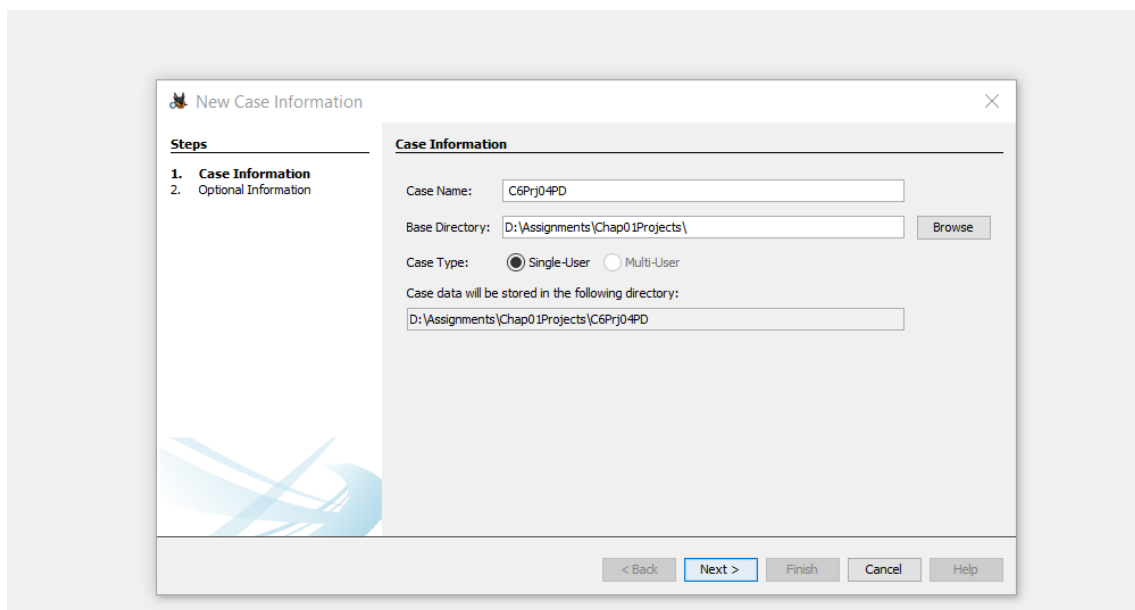 New Case Information
Steps
1. Case Information
2. Optional Information
Case Information
Case Name: C6Prj04PD
Base Directory: D:\Assignments\Chap01Projects\ Browse
Case Type: Single-User Multi-User
Case data will be stored in the following directory:
D:\Assignments\Chap01Projects\C6Prj04PD
< Back Next > Finish Cancel Help